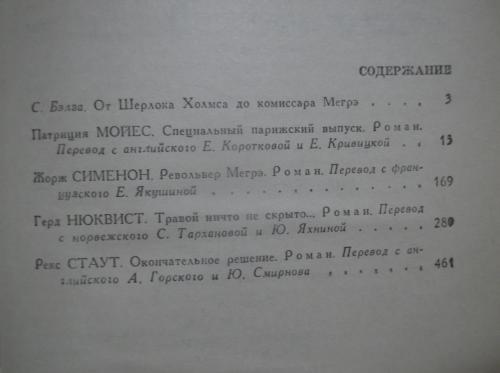 СОДЕРЖАНИЕ
С. Бэлза. От Шерлока Холмса до комиссара Мегрэ . . . . 3
Патриция МОЙЕС. Специальный парижский выпуск. Роман.
Перевод с английского Е. Коротковой и Е. Кривицкой . . 13
Жорж СИМЕНОН. Револьвер Мегрэ. Роман. Перевод с фран-
цузского Е. Якушиной . . . . . . . . . . 169
Герд НЮКВИСТ. Травой ничто не скрыто... Роман. Перевод
с норвежского С. Тархановой и Ю. Яхниной . . . . . 289
Рекс СТАУТ. Окончательное решение. Роман. Перевод с ан-
глийского А. Горского и Ю. Смирнова . . . . . . 461